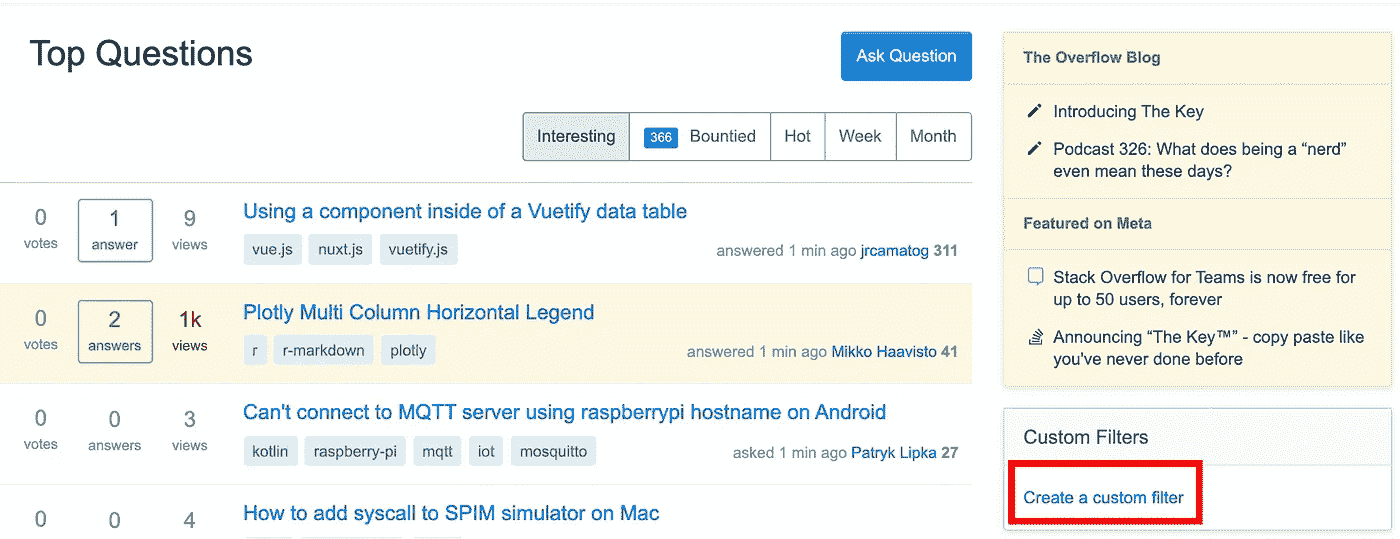 Top Questions
Ask Question
Interesting 366 Bountied Hot Week Month
0 votes 1 answer 9 views
Using a component inside of a Vuetify data table
vue.js nuxt.js vuetify.js
answered 1 min ago jrcamatog 311
0 votes 2 answers 1k views
Plotly Multi Column Horizontal Legend
r r-markdown plotly
answered 1 min ago Mikko Haavisto 41
0 votes 0 answers 3 views
Can't connect to MQTT server using raspberrypi hostname on Android
kotlin raspberry-pi mqtt iot mosquitto
asked 1 min ago Patryk Lipka 27
0 0 4
How to add syscall to SPIM simulator on Mac
The Overflow Blog
Introducing The Key
Podcast 326: What does being a “nerd”
even mean these days?
Featured on Meta
Stack Overflow for Teams is now free for
up to 50 users, forever
Announcing “The Key™” - copy paste like
you've never done before
Custom Filters
Create a custom filter